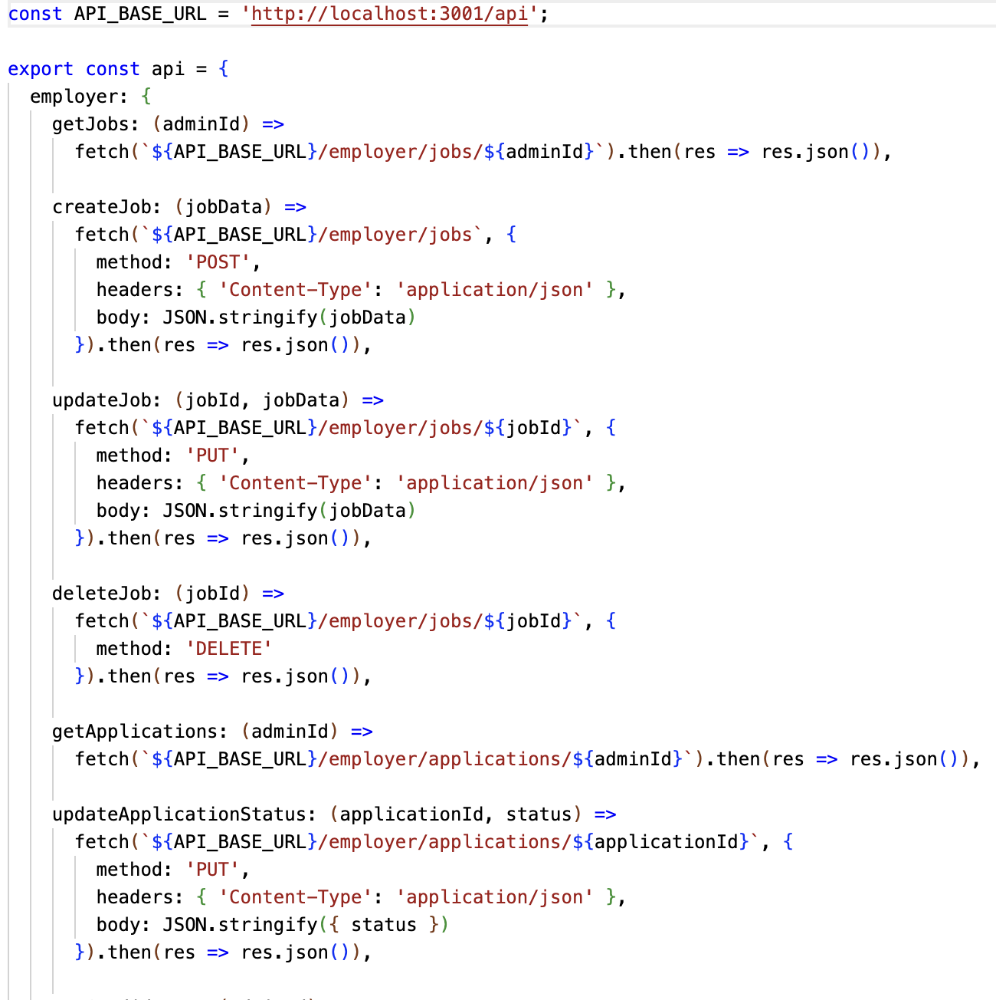 const API_BASE_URL = 'http://localhost:3001/api';

export const api = {
  employer: {
    getJobs: (adminId) =>
      fetch(`${API_BASE_URL}/employer/jobs/${adminId}`).then(res => res.json()),

    createJob: (jobData) =>
      fetch(`${API_BASE_URL}/employer/jobs`, {
        method: 'POST',
        headers: { 'Content-Type': 'application/json' },
        body: JSON.stringify(jobData)
      }).then(res => res.json()),

    updateJob: (jobId, jobData) =>
      fetch(`${API_BASE_URL}/employer/jobs/${jobId}`, {
        method: 'PUT',
        headers: { 'Content-Type': 'application/json' },
        body: JSON.stringify(jobData)
      }).then(res => res.json()),

    deleteJob: (jobId) =>
      fetch(`${API_BASE_URL}/employer/jobs/${jobId}`, {
        method: 'DELETE'
      }).then(res => res.json()),

    getApplications: (adminId) =>
      fetch(`${API_BASE_URL}/employer/applications/${adminId}`).then(res => res.json()),

    updateApplicationStatus: (applicationId, status) =>
      fetch(`${API_BASE_URL}/employer/applications/${applicationId}`, {
        method: 'PUT',
        headers: { 'Content-Type': 'application/json' },
        body: JSON.stringify({ status })
      }).then(res => res.json()),